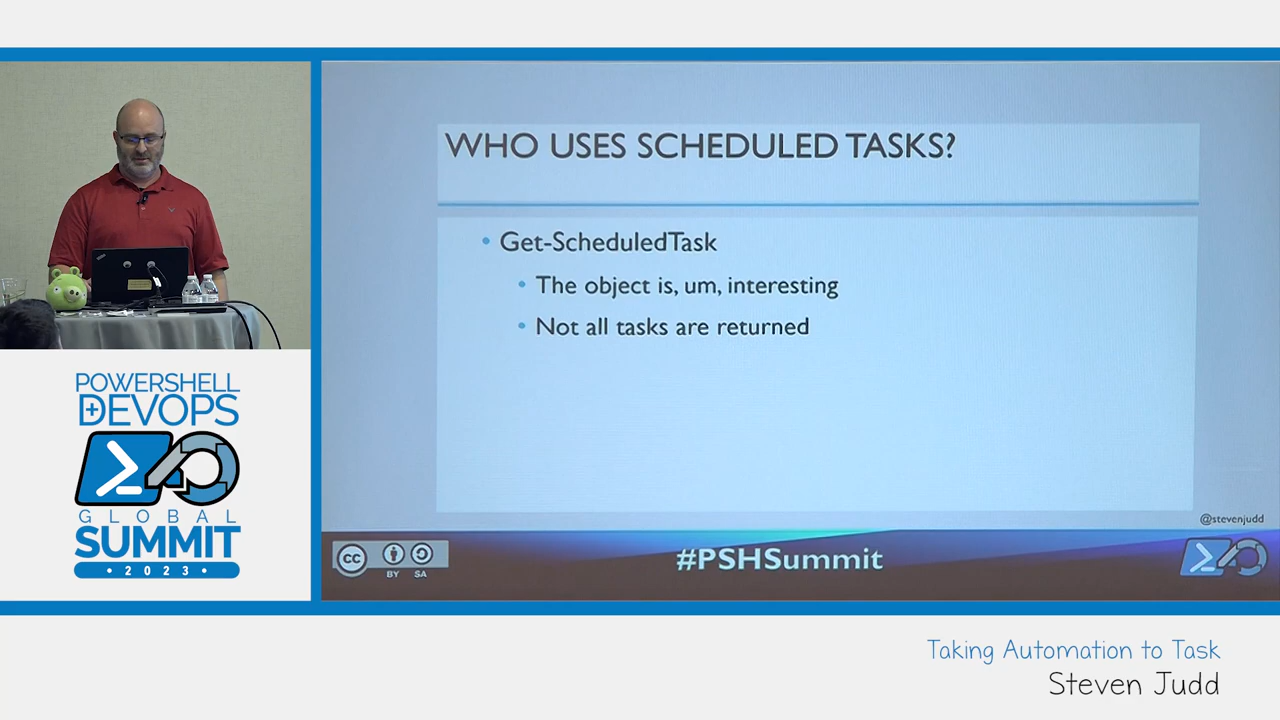 WHO USES SCHEDULED TASKS?
Get-ScheduledTask
The object is, um, interesting
Not all tasks are returned
@stevenjudd
cc
BY SA
#PSHSummit
POWERSHELL
+DEVOPS
GLOBAL
SUMMIT
• 2023 •
Taking Automation to Task
Steven Judd